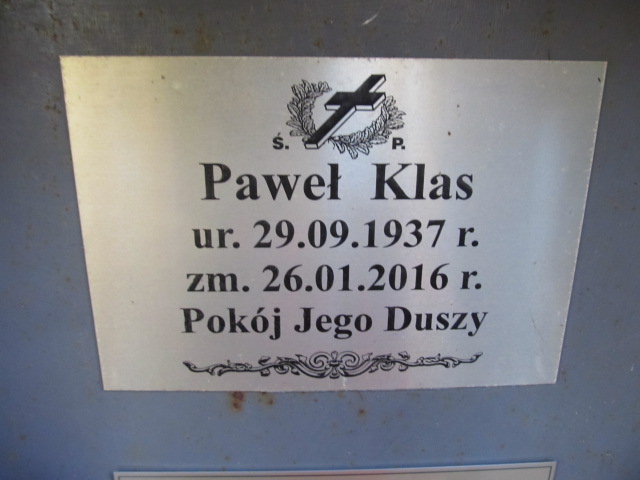 Ś. P.
Paweł Klas
ur. 29.09.1937 r.
zm. 26.01.2016 r.
Pokój Jego Duszy